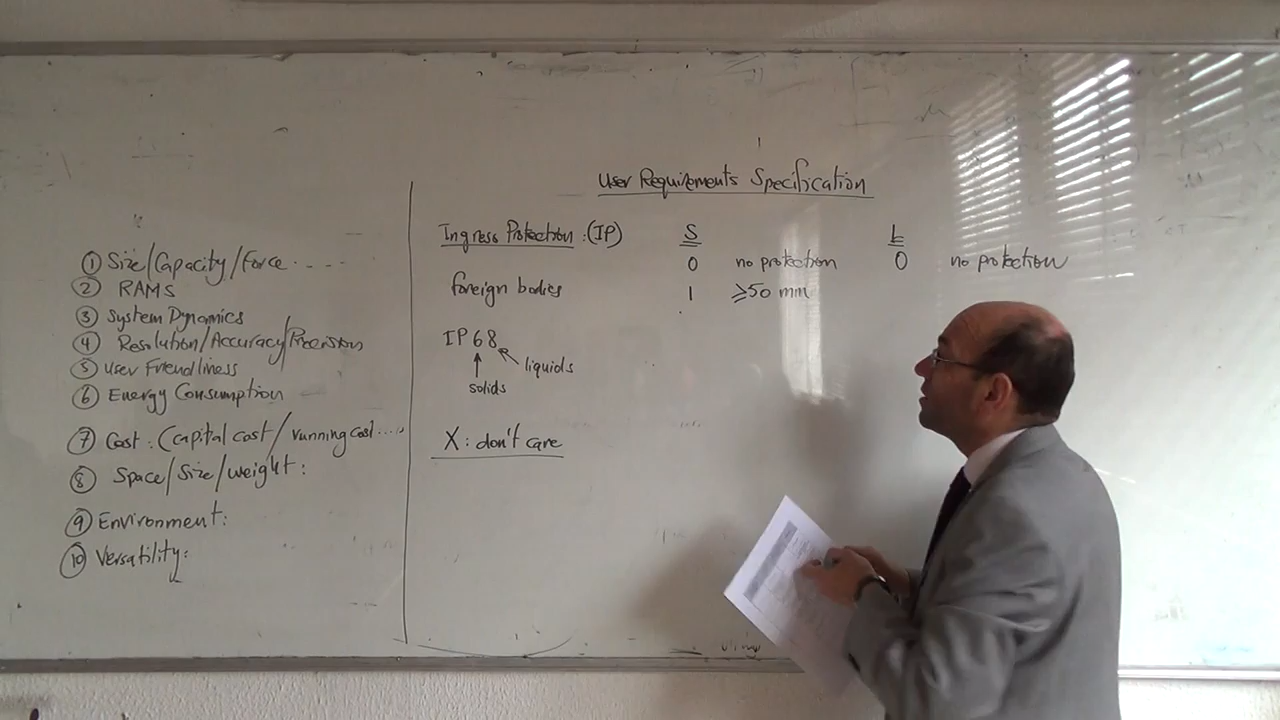 User Requirements Specification
① Size/Capacity/Force . - - -
② RAMS
③ System Dynamics
④ Resolution/Accuracy/Precision
⑤ User Friendliness
⑥ Energy Consumption
⑦ Cost : (capital cost/running cost ....
⑧ Space/Size/weight :
⑨ Environment:
⑩ Versatility:
Ingress Protection : (IP)
foreign bodies
IP68
liquids
solids
X : don't care
S
0 no protection
1 ≥50 mm
L
0 no protection